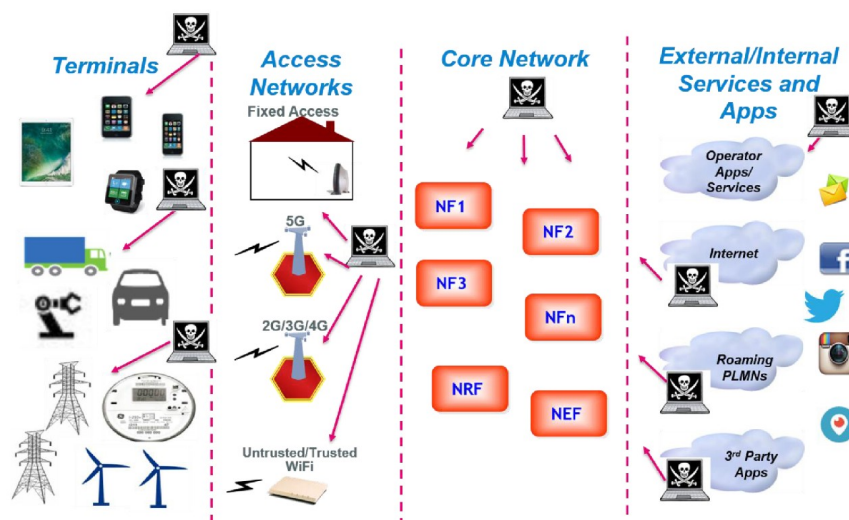 Terminals
Access
Networks
Fixed Access
5G
2G/3G/4G
Untrusted/Trusted
WiFi
Core Network
NF1
NF2
NF3
NFn
NRF
NEF
External/Internal
Services and
Apps
Operator
Apps/
Services
Internet
Roaming
PLMNs
3rd Party
Apps